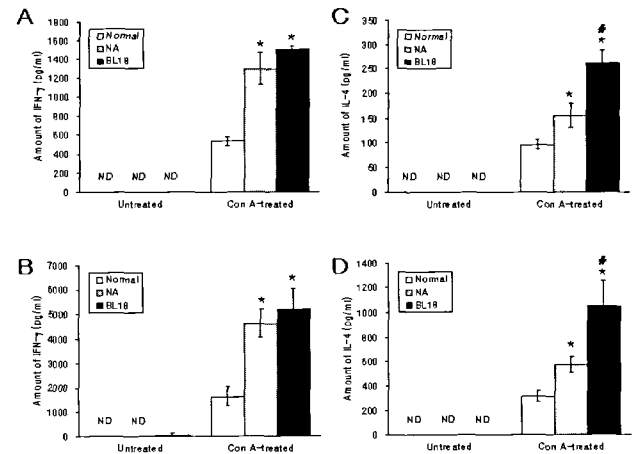 A
Amount of IFN-γ (pg/ml)
1800
1600
1400
1200
1000
800
600
400
200
0
Normal
NA
BL18
ND ND ND
* *
Untreated Con A-treated
C
Amount of IL-4 (pg/ml)
350
300
250
200
150
100
50
0
Normal
NA
BL18
ND ND ND
*
#
*
Untreated Con A-treated
B
Amount of IFN-γ (pg/ml)
7000
6000
5000
4000
3000
2000
1000
0
Normal
NA
BL18
ND ND
* *
Untreated Con A-treated
D
Amount of IL-4 (pg/ml)
1400
1200
1000
800
600
400
200
0
Normal
NA
BL18
ND ND ND
*
#
*
Untreated Con A-treated